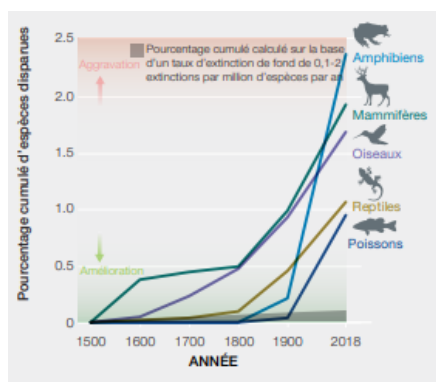 Pourcentage cumulé d'espèces disparues
2.5
2.0
1.5
1.0
0.5
0
Pourcentage cumulé calculé sur la base
d'un taux d'extinction de fond de 0,1-2
extinctions par million d'espèces par an
Aggravation
Amélioration
Amphibiens
Mammifères
Oiseaux
Reptiles
Poissons
1500 1600 1700 1800 1900 2018
ANNÉE